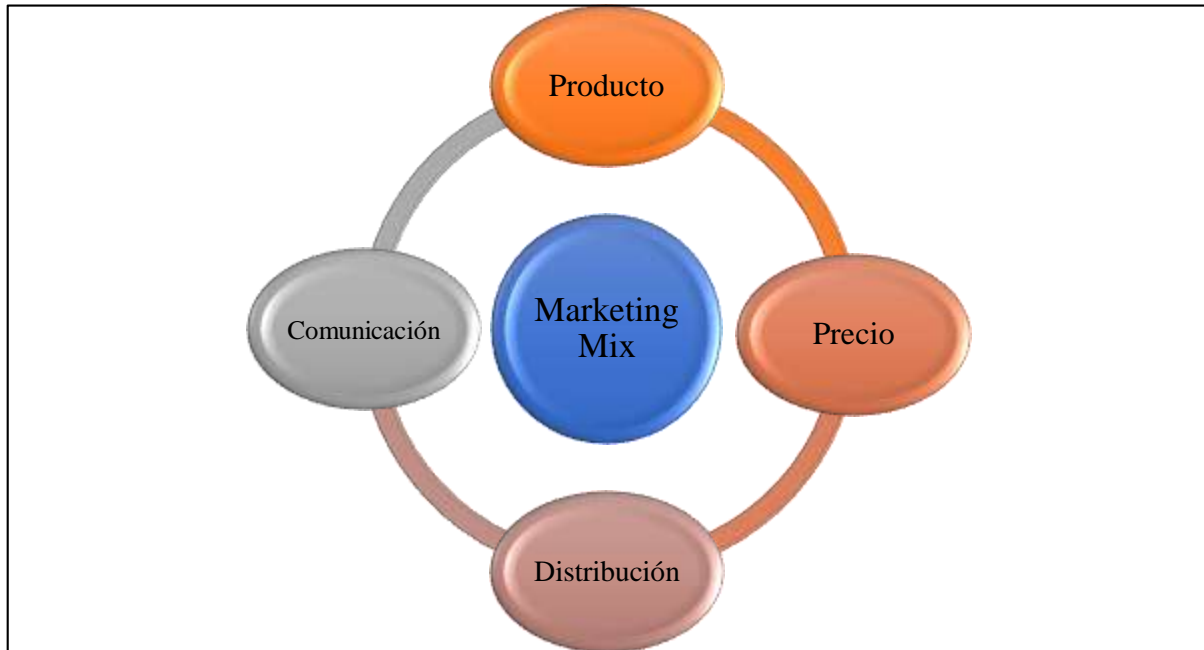 Producto
Comunicación
Marketing
Mix
Precio
Distribución